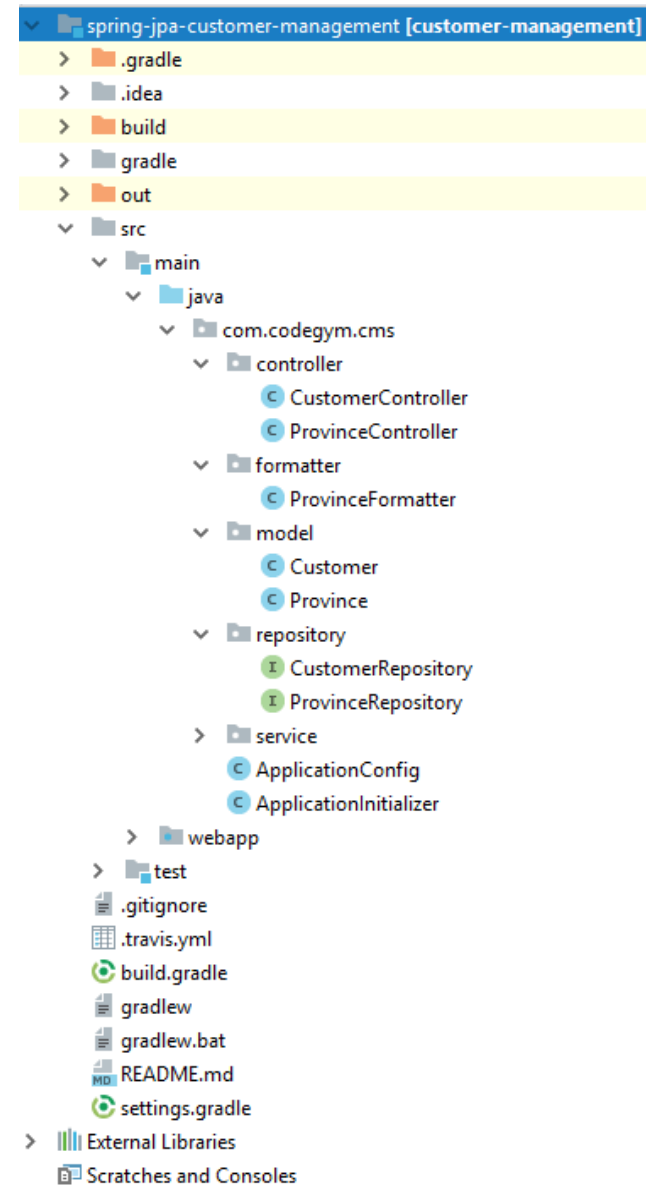 spring-jpa-customer-management [customer-management]
.gradle
.idea
build
gradle
out
src
main
java
com.codegym.cms
controller
C CustomerController
C ProvinceController
formatter
C ProvinceFormatter
model
C Customer
C Province
repository
I CustomerRepository
I ProvinceRepository
service
C ApplicationConfig
C ApplicationInitializer
webapp
test
.gitignore
.travis.yml
build.gradle
gradlew
gradlew.bat
MD README.md
settings.gradle
External Libraries
Scratches and Consoles